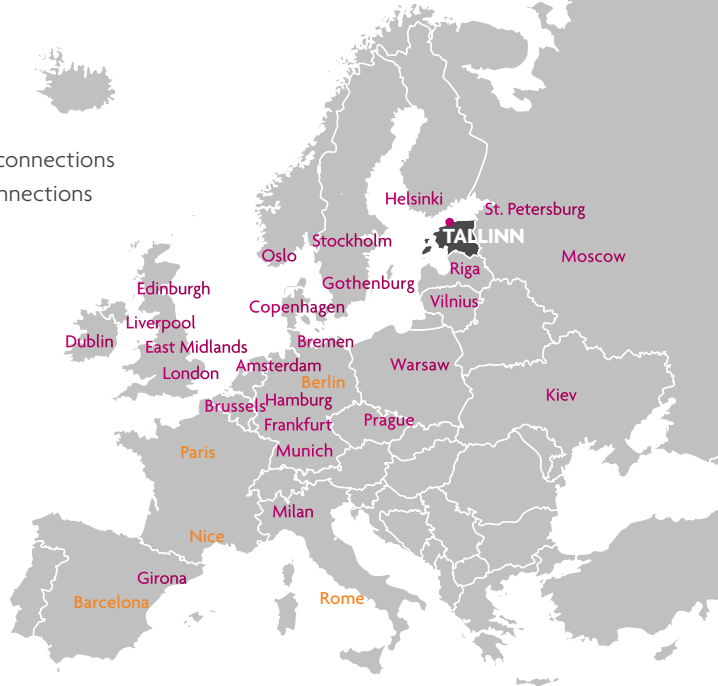 connections
nnections
Helsinki
St. Petersburg
TALLINN
Stockholm
Oslo
Moscow
Riga
Gothenburg
Edinburgh
Vilnius
Copenhagen
Liverpool
Dublin
Bremen
East Midlands
Amsterdam
Warsaw
London
Berlin
Kiev
Hamburg
Brussels
Prague
Frankfurt
Paris
Munich
Milan
Nice
Girona
Rome
Barcelona